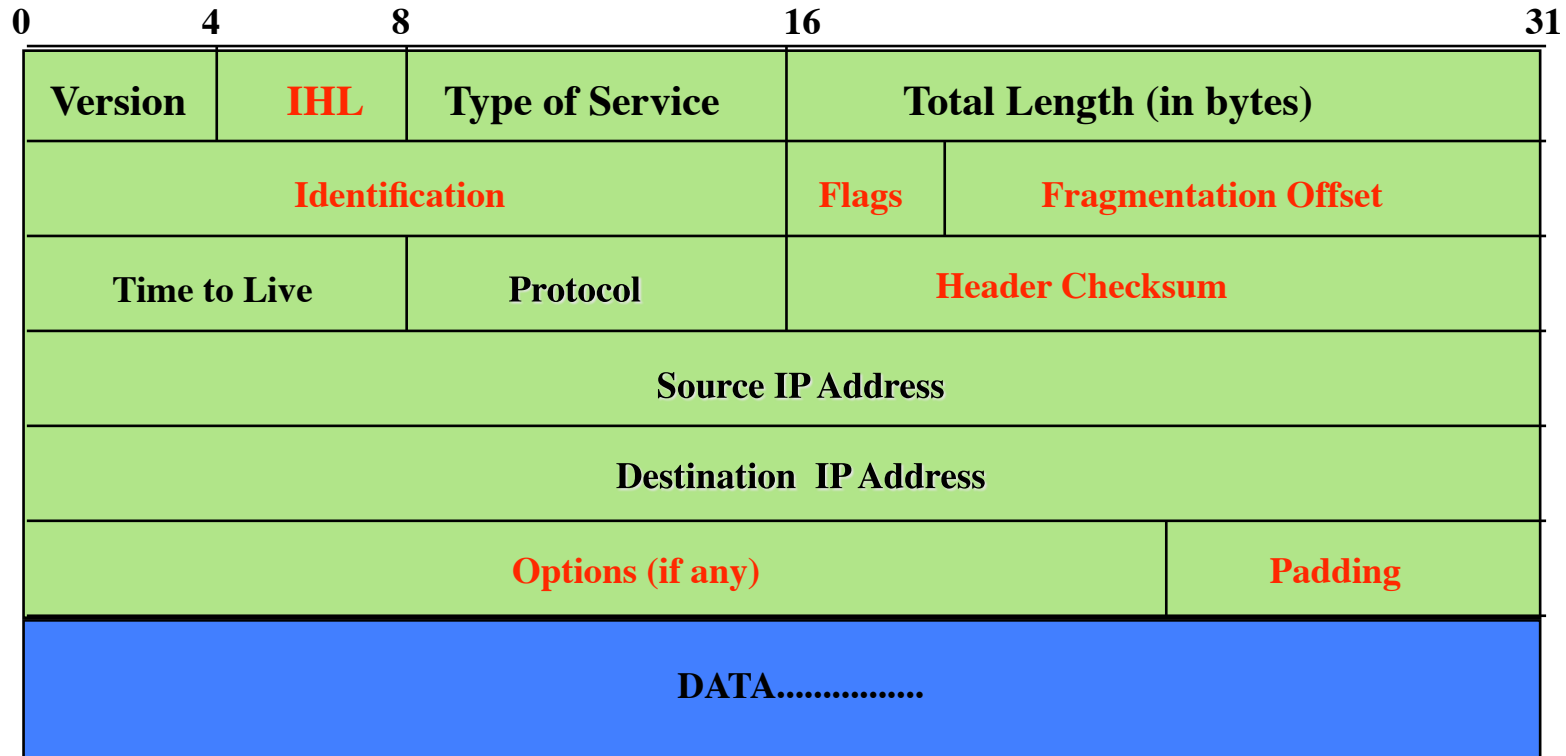 0 4 8 16 31
Version IHL Type of Service Total Length (in bytes)
Identification Flags Fragmentation Offset
Time to Live Protocol Header Checksum
Source IP Address
Destination IP Address
Options (if any) Padding
DATA................